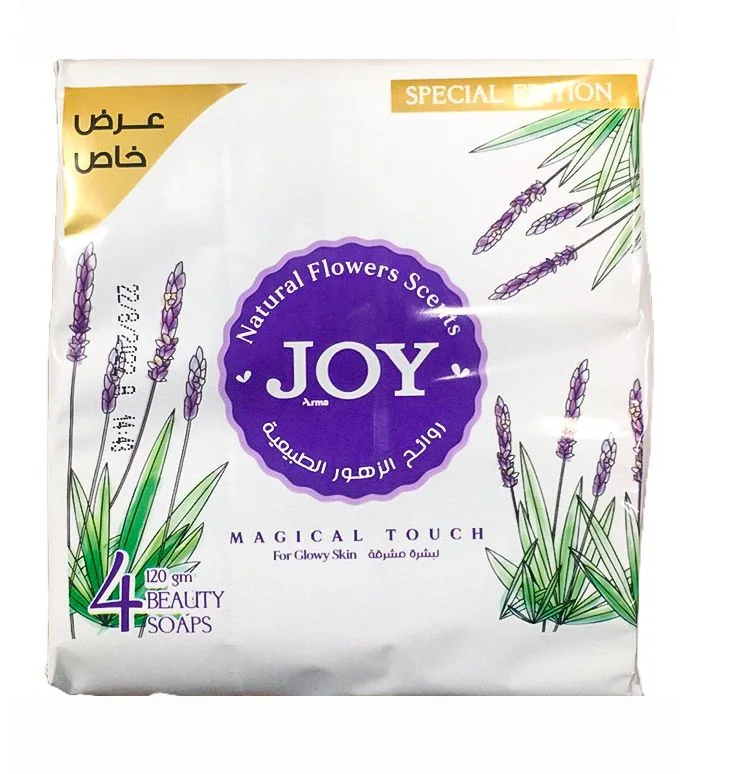 عرض
خاص
SPECIAL EDITION
Natural Flowers Scents
JOY
Arma
روائح الزهور الطبيعية
MAGICAL TOUCH
For Glowy Skin لبشرة مشرقة
4
120 gm
BEAUTY
SOAPS